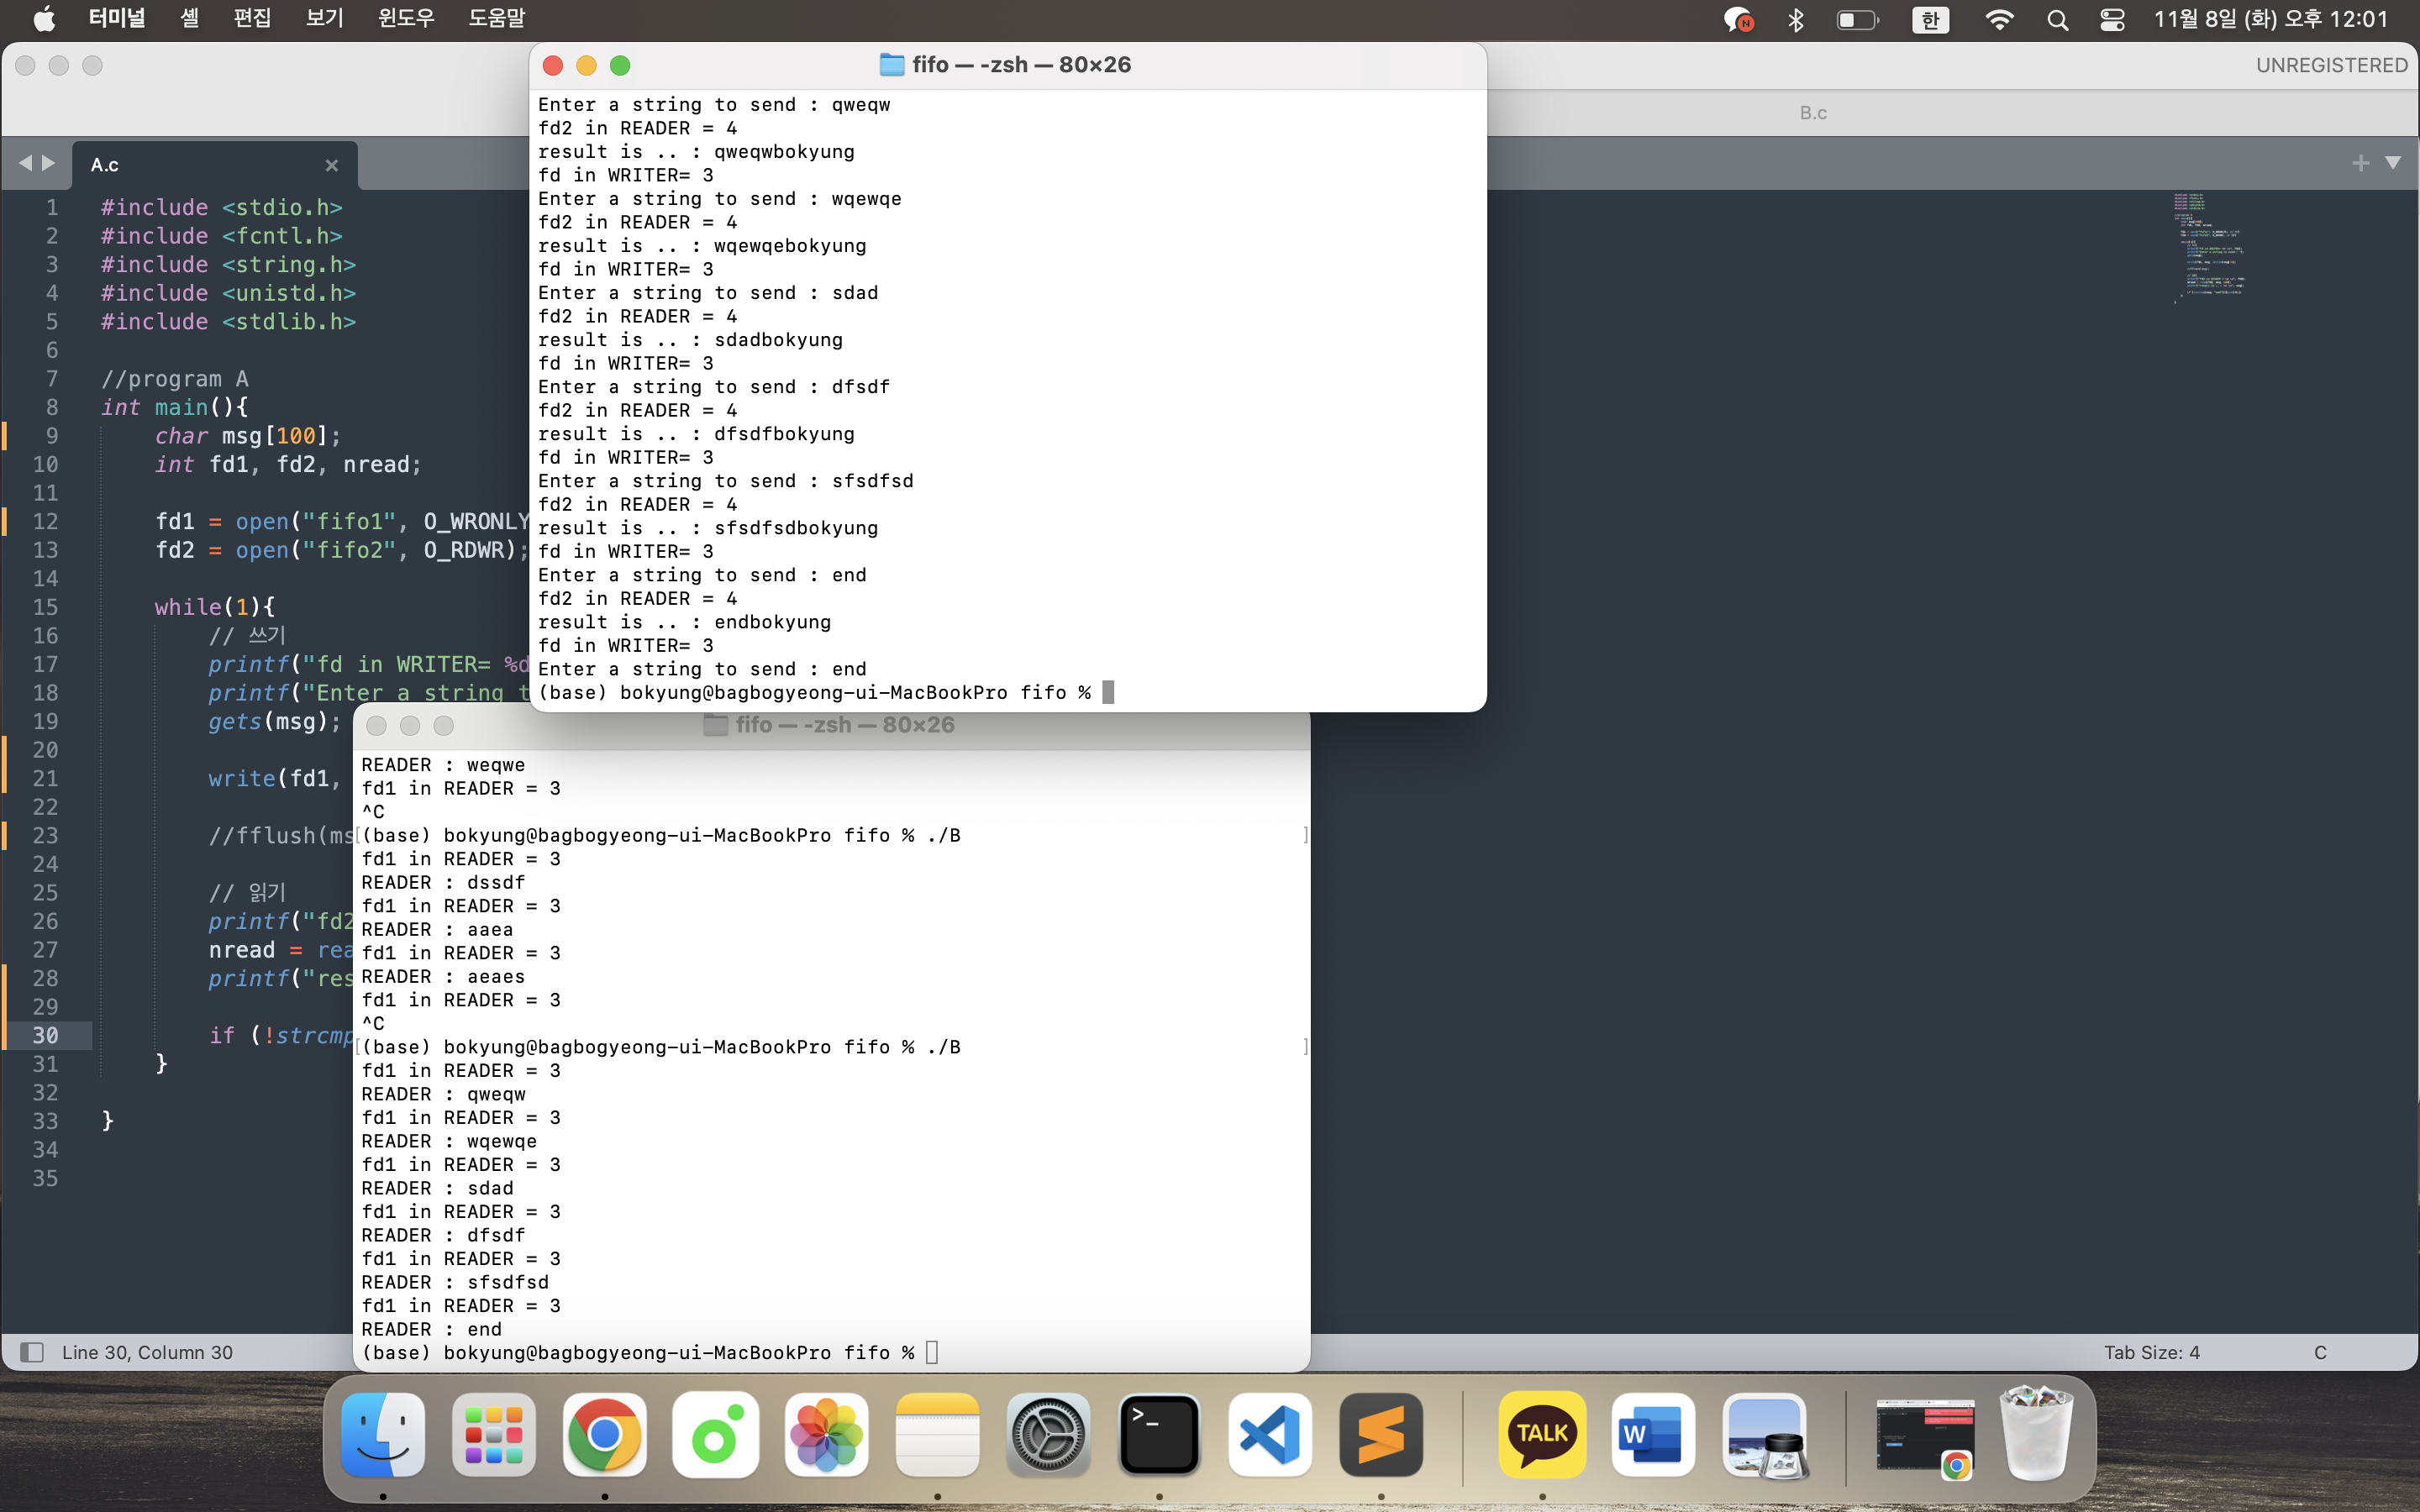 터미널 셸 편집 보기 윈도우 도움말 한 11월 8일 (화) 오후 12:01
UNREGISTERED
B.c
A.c
1 #include <stdio.h>
2 #include <fcntl.h>
3 #include <string.h>
4 #include <unistd.h>
5 #include <stdlib.h>
6
7 //program A
8 int main(){
9 char msg[100];
10 int fd1, fd2, nread;
11
12 fd1 = open("fifo1", O_WRONLY
13 fd2 = open("fifo2", O_RDWR);
14
15 while(1){
16 // 쓰기
17 printf("fd in WRITER= %d
18 printf("Enter a string t
19 gets(msg);
20
21 write(fd1,
22
23 //fflush(ms
24
25 // 읽기
26 printf("fd2
27 nread = rea
28 printf("res
29
30 if (!strcmp
31 }
32
33 }
34
35
Line 30, Column 30
Tab Size: 4
C
fifo — -zsh — 80×26
Enter a string to send : qweqw
fd2 in READER = 4
result is .. : qweqwbokyung
fd in WRITER= 3
Enter a string to send : wqewqe
fd2 in READER = 4
result is .. : wqewqebokyung
fd in WRITER= 3
Enter a string to send : sdad
fd2 in READER = 4
result is .. : sdadbokyung
fd in WRITER= 3
Enter a string to send : dfsdf
fd2 in READER = 4
result is .. : dfsdfbokyung
fd in WRITER= 3
Enter a string to send : sfsdfsd
fd2 in READER = 4
result is .. : sfsdfsdbokyung
fd in WRITER= 3
Enter a string to send : end
fd2 in READER = 4
result is .. : endbokyung
fd in WRITER= 3
Enter a string to send : end
(base) bokyung@bagbogyeong-ui-MacBookPro fifo %
fifo — -zsh — 80×26
READER : weqwe
fd1 in READER = 3
^C
[(base) bokyung@bagbogyeong-ui-MacBookPro fifo % ./B ]
fd1 in READER = 3
READER : dssdf
fd1 in READER = 3
READER : aaea
fd1 in READER = 3
READER : aeaes
fd1 in READER = 3
^C
[(base) bokyung@bagbogyeong-ui-MacBookPro fifo % ./B ]
fd1 in READER = 3
READER : qweqw
fd1 in READER = 3
READER : wqewqe
fd1 in READER = 3
READER : sdad
fd1 in READER = 3
READER : dfsdf
fd1 in READER = 3
READER : sfsdfsd
fd1 in READER = 3
READER : end
(base) bokyung@bagbogyeong-ui-MacBookPro fifo %
TALK
W